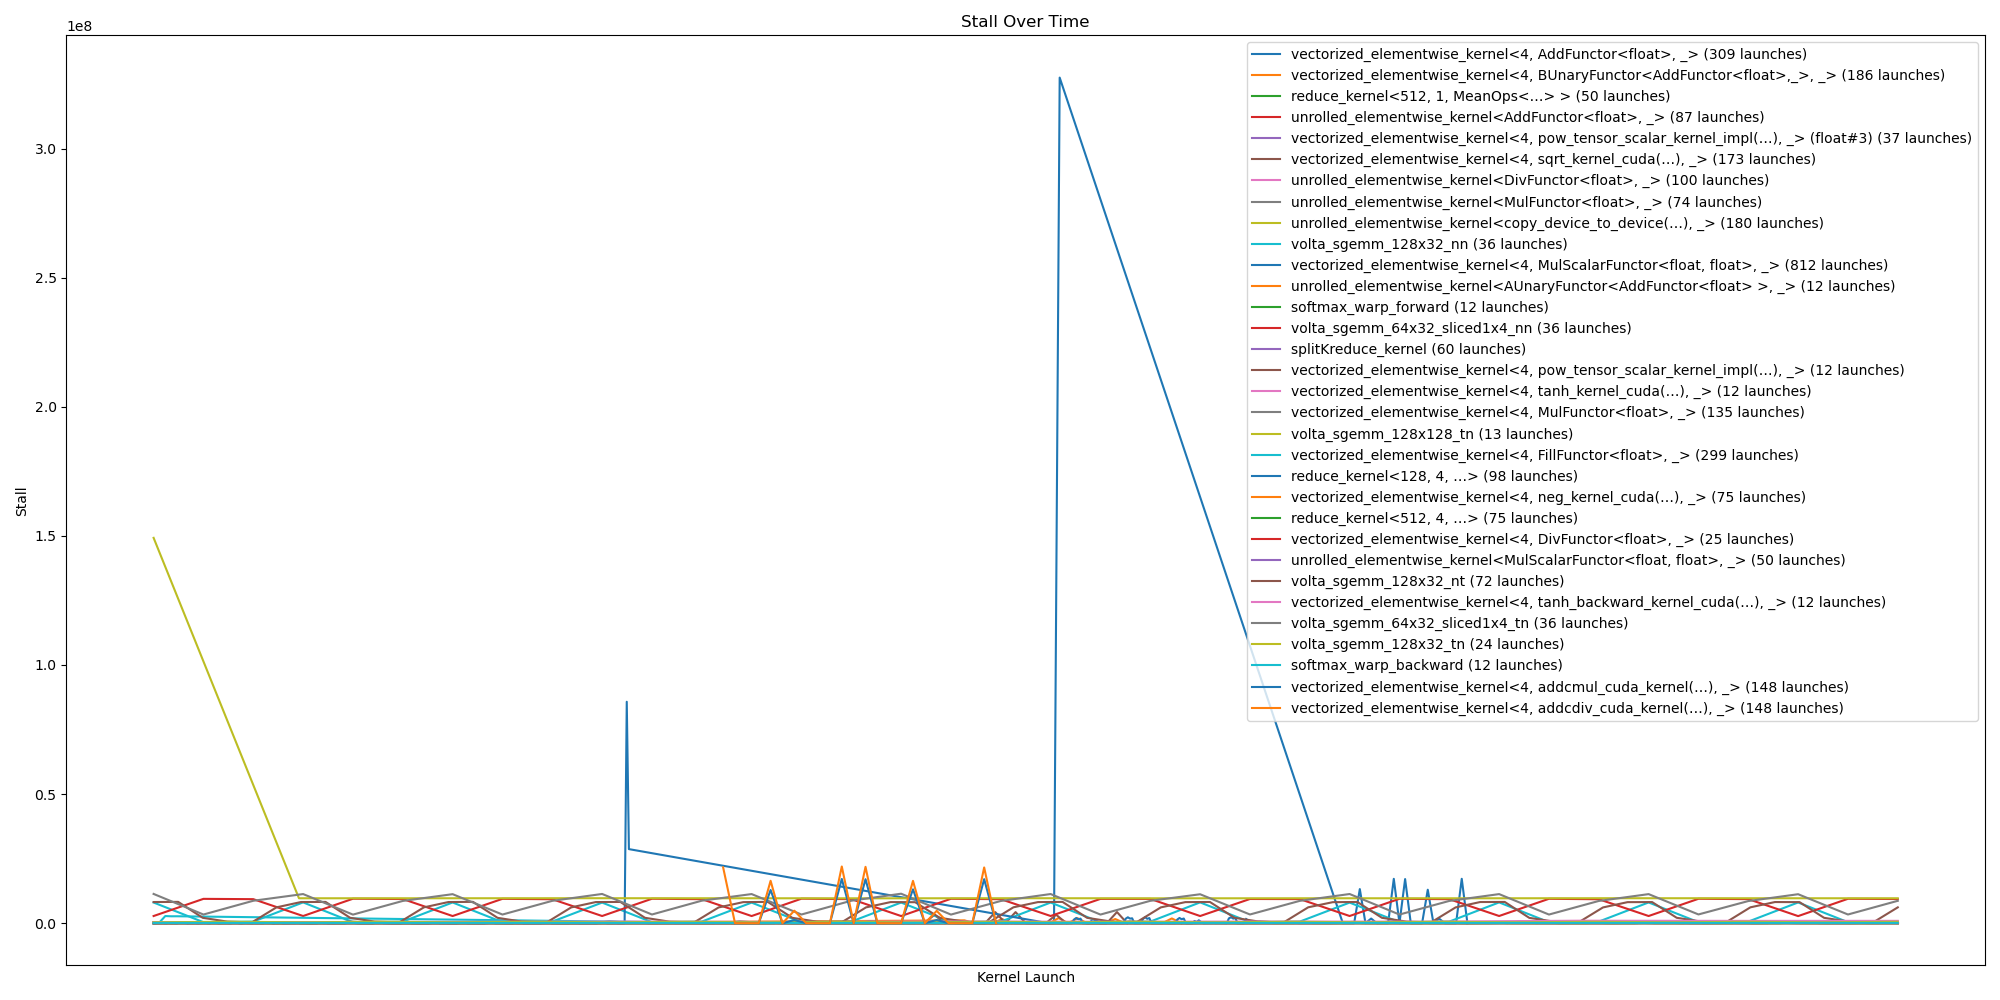 Stall Over Time
1e8
3.0
2.5
2.0
1.5
1.0
0.5
0.0
Stall
Kernel Launch
vectorized_elementwise_kernel<4, AddFunctor<float>, _> (309 launches)
vectorized_elementwise_kernel<4, BUnaryFunctor<AddFunctor<float>,_>, _> (186 launches)
reduce_kernel<512, 1, MeanOps<...> > (50 launches)
unrolled_elementwise_kernel<AddFunctor<float>, _> (87 launches)
vectorized_elementwise_kernel<4, pow_tensor_scalar_kernel_impl(...), _> (float#3) (37 launches)
vectorized_elementwise_kernel<4, sqrt_kernel_cuda(...), _> (173 launches)
unrolled_elementwise_kernel<DivFunctor<float>, _> (100 launches)
unrolled_elementwise_kernel<MulFunctor<float>, _> (74 launches)
unrolled_elementwise_kernel<copy_device_to_device(...), _> (180 launches)
volta_sgemm_128x32_nn (36 launches)
vectorized_elementwise_kernel<4, MulScalarFunctor<float, float>, _> (812 launches)
unrolled_elementwise_kernel<AUnaryFunctor<AddFunctor<float> >, _> (12 launches)
softmax_warp_forward (12 launches)
volta_sgemm_64x32_sliced1x4_nn (36 launches)
splitKreduce_kernel (60 launches)
vectorized_elementwise_kernel<4, pow_tensor_scalar_kernel_impl(...), _> (12 launches)
vectorized_elementwise_kernel<4, tanh_kernel_cuda(...), _> (12 launches)
vectorized_elementwise_kernel<4, MulFunctor<float>, _> (135 launches)
volta_sgemm_128x128_tn (13 launches)
vectorized_elementwise_kernel<4, FillFunctor<float>, _> (299 launches)
reduce_kernel<128, 4, ...> (98 launches)
vectorized_elementwise_kernel<4, neg_kernel_cuda(...), _> (75 launches)
reduce_kernel<512, 4, ...> (75 launches)
vectorized_elementwise_kernel<4, DivFunctor<float>, _> (25 launches)
unrolled_elementwise_kernel<MulScalarFunctor<float, float>, _> (50 launches)
volta_sgemm_128x32_nt (72 launches)
vectorized_elementwise_kernel<4, tanh_backward_kernel_cuda(...), _> (12 launches)
volta_sgemm_64x32_sliced1x4_tn (36 launches)
volta_sgemm_128x32_tn (24 launches)
softmax_warp_backward (12 launches)
vectorized_elementwise_kernel<4, addcmul_cuda_kernel(...), _> (148 launches)
vectorized_elementwise_kernel<4, addcdiv_cuda_kernel(...), _> (148 launches)